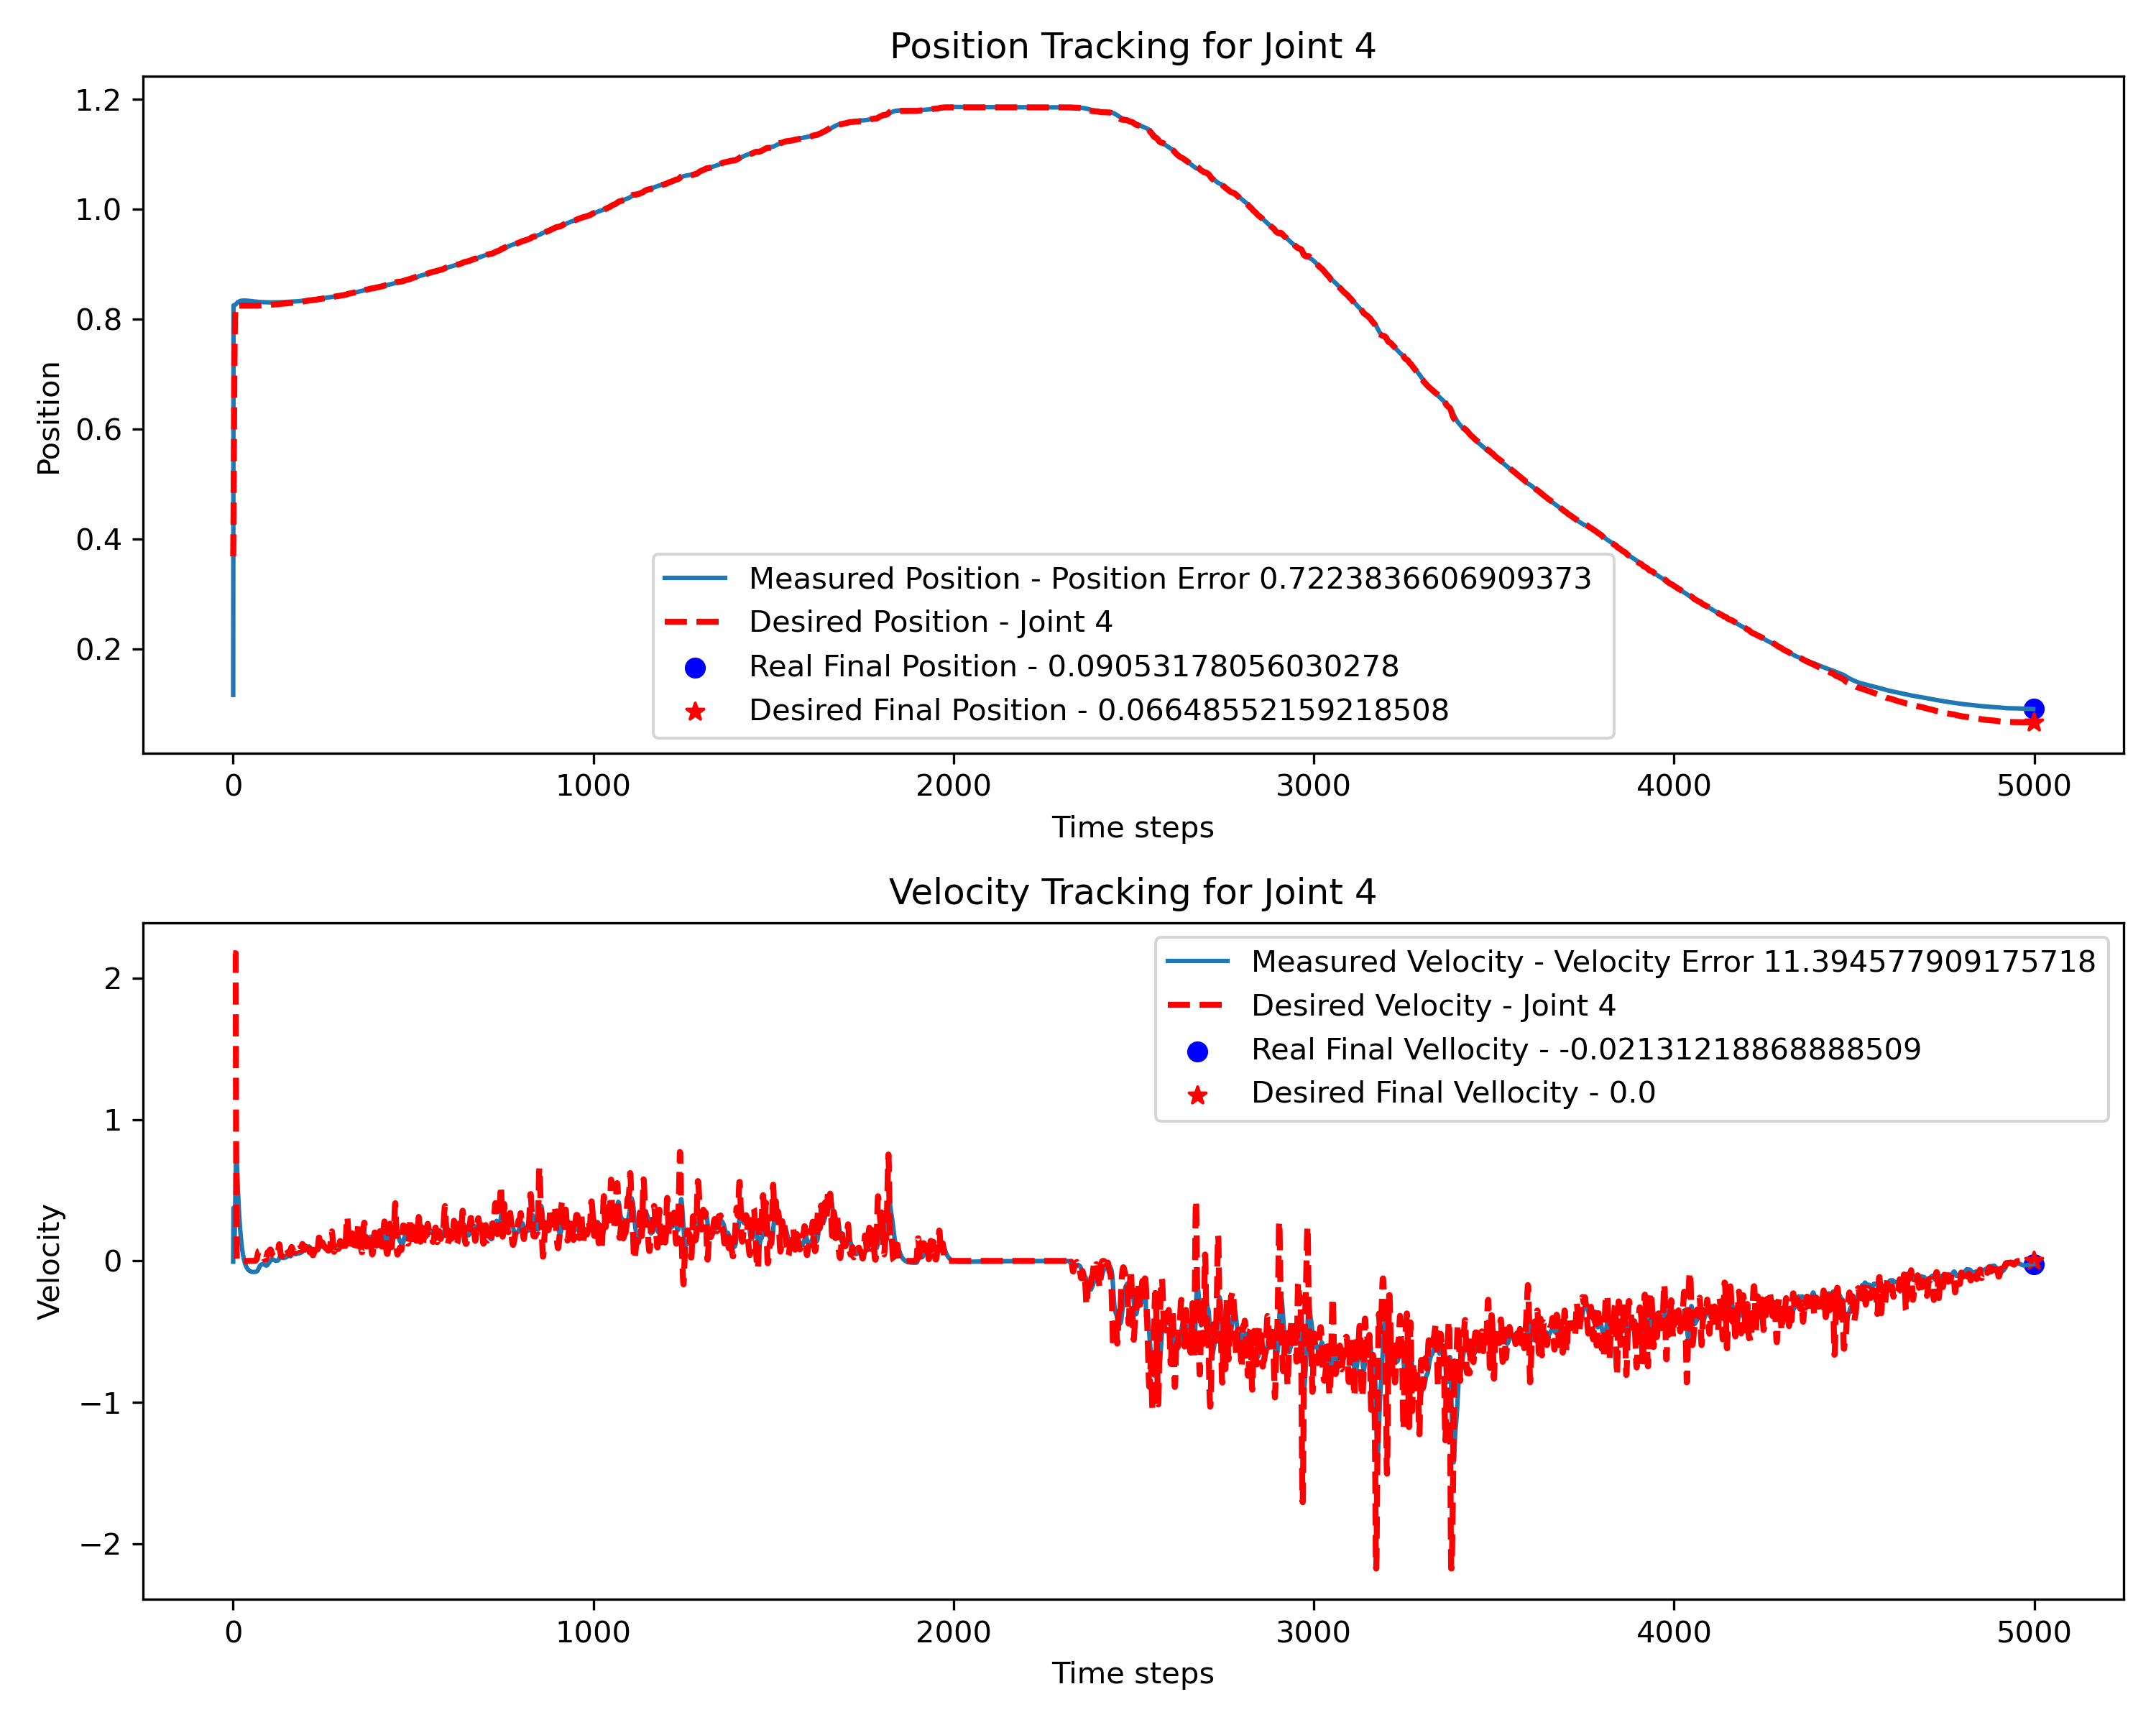 Position Tracking for Joint 4
1.2
1.0
0.8
0.6
0.4
0.2
Position
Measured Position - Position Error 0.7223836606909373
Desired Position - Joint 4
Real Final Position - 0.09053178056030278
Desired Final Position - 0.06648552159218508
0 1000 2000 3000 4000 5000
Time steps
Velocity Tracking for Joint 4
2
1
0
−1
−2
Velocity
Measured Velocity - Velocity Error 11.394577909175718
Desired Velocity - Joint 4
Real Final Vellocity - -0.02131218868888509
Desired Final Vellocity - 0.0
0 1000 2000 3000 4000 5000
Time steps